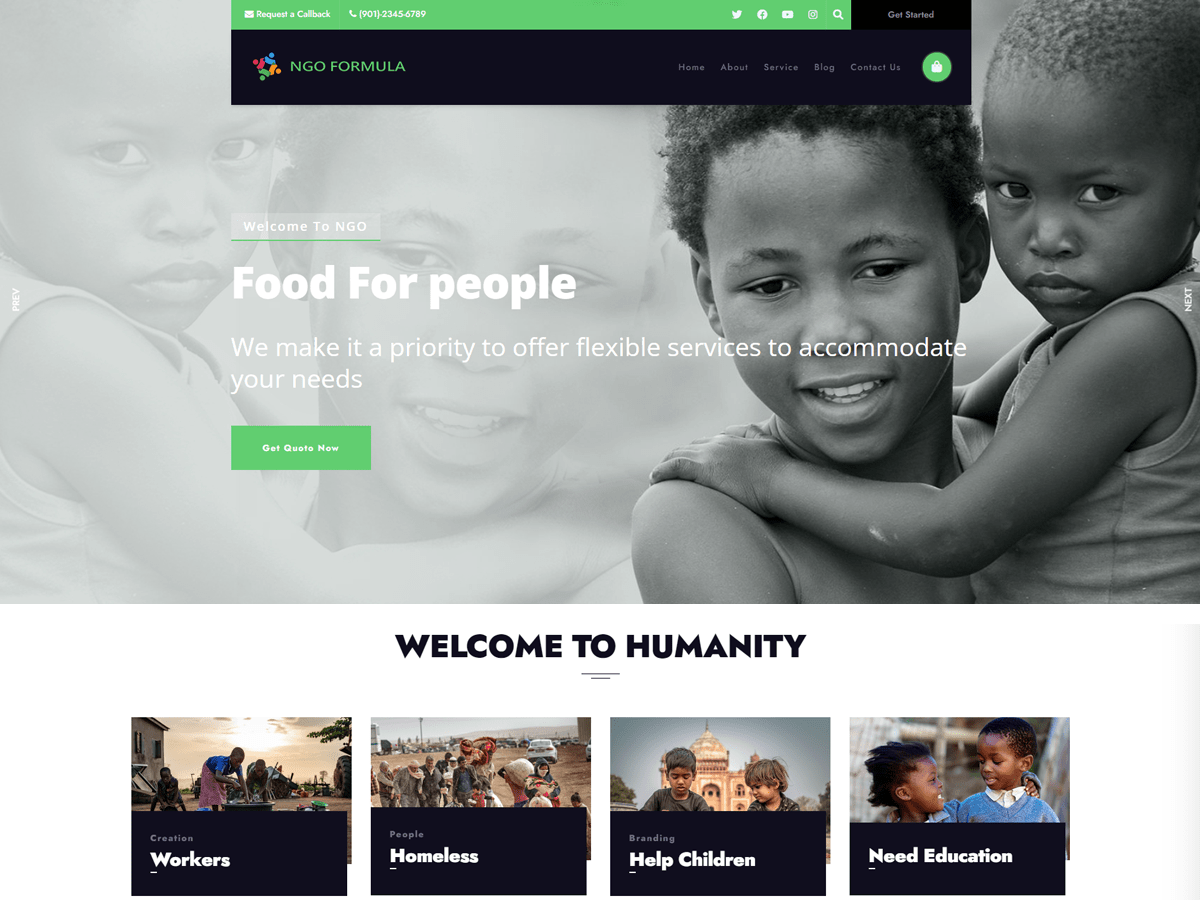 Request a Callback
(901)-2345-6789
Get Started
NGO FORMULA
Home About Service Blog Contact Us
Welcome To NGO
Food For people
PREV
NEXT
We make it a priority to offer flexible services to accommodate
your needs
Get Quoto Now
WELCOME TO HUMANITY
Creation
Workers
People
Homeless
Branding
Help Children
Need Education